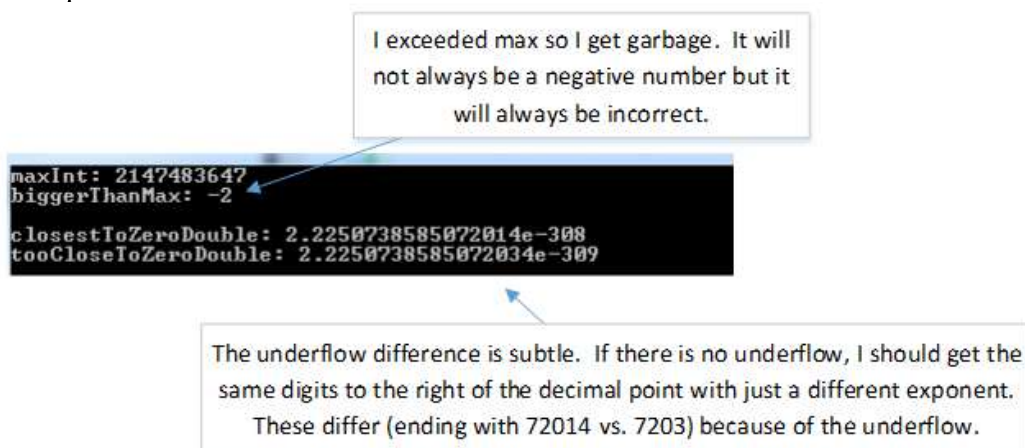 I exceeded max so I get garbage. It will
not always be a negative number but it
will always be incorrect.
maxInt: 2147483647
biggerThanMax: -2
closestToZeroDouble: 2.2250738585072014e-308
tooCloseToZeroDouble: 2.2250738585072034e-309
The underflow difference is subtle. If there is no underflow, I should get the
same digits to the right of the decimal point with just a different exponent.
These differ (ending with 72014 vs. 7203) because of the underflow.